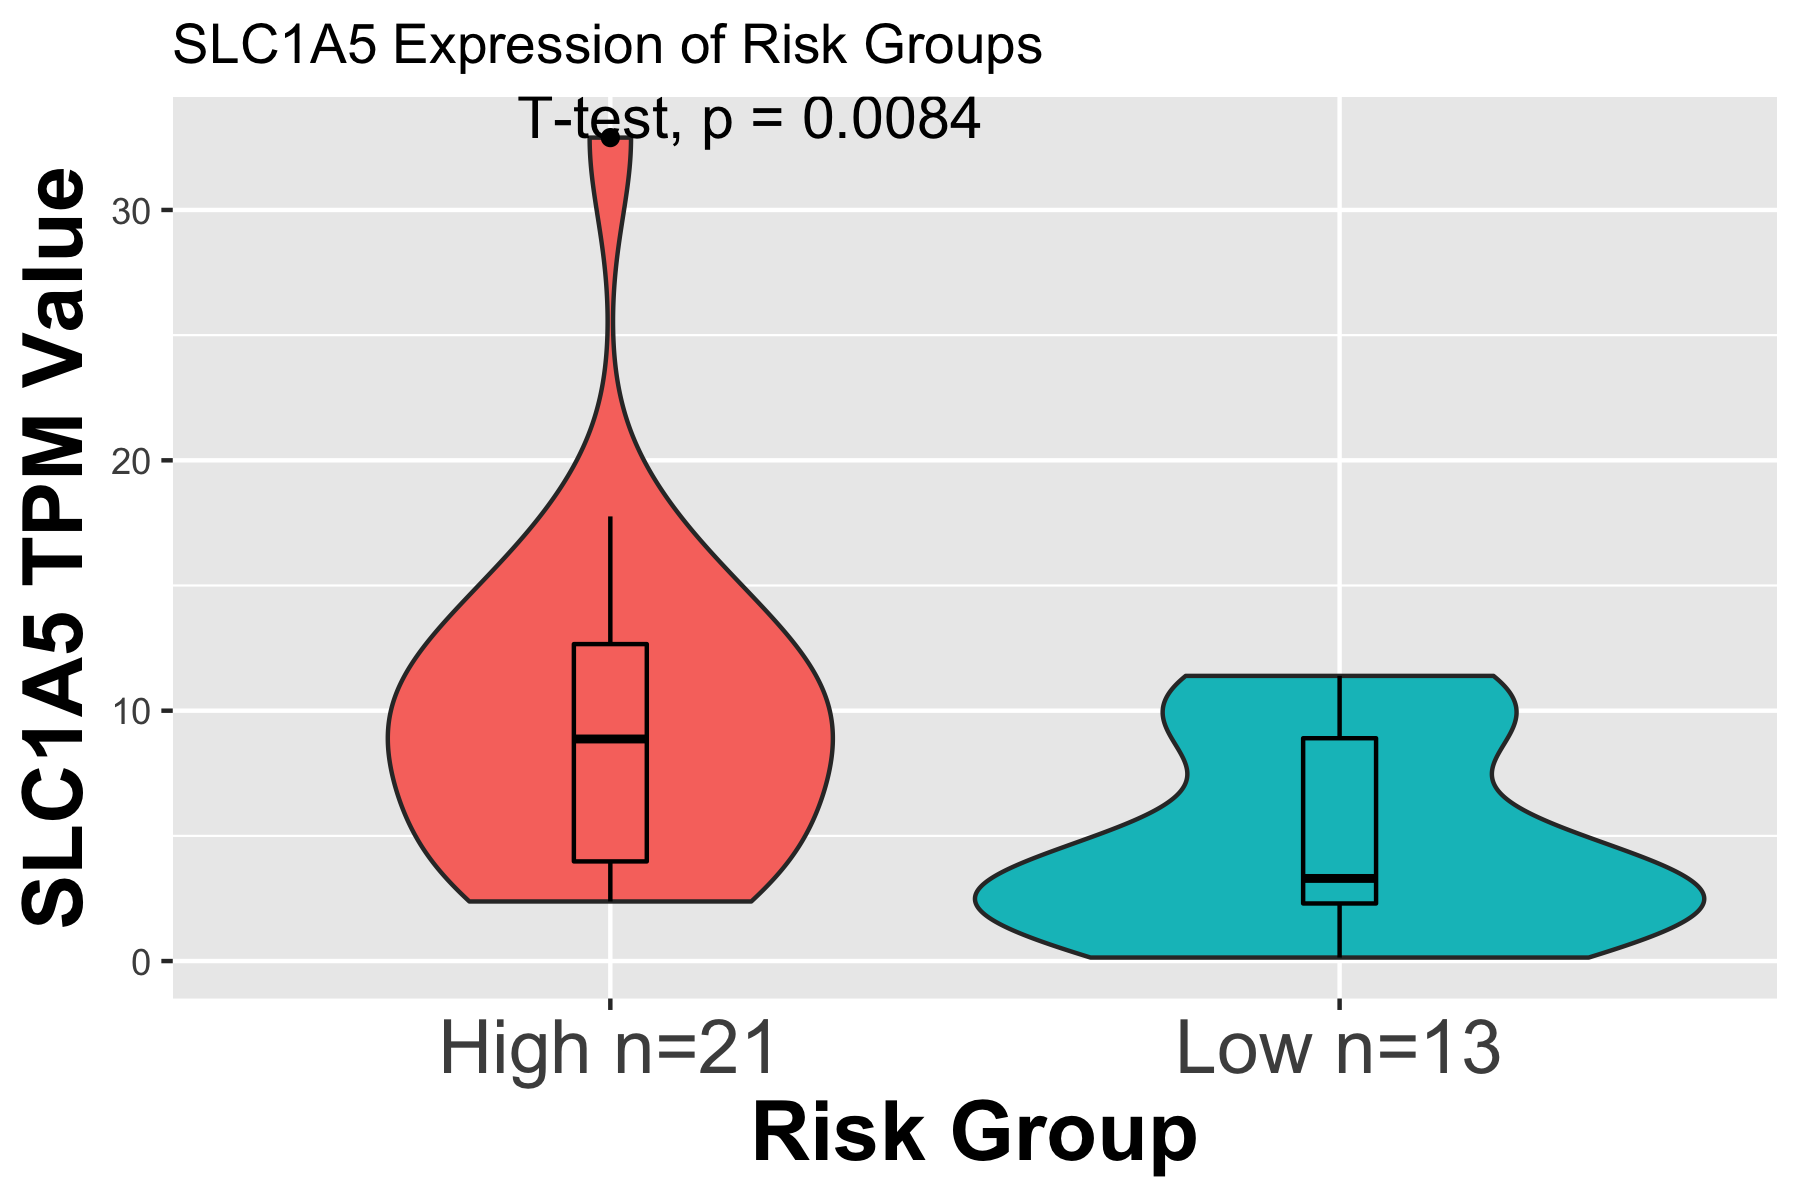 SLC1A5 Expression of Risk Groups
T-test, p = 0.0084
SLC1A5 TPM Value
30
20
10
0
High n=21
Low n=13
Risk Group